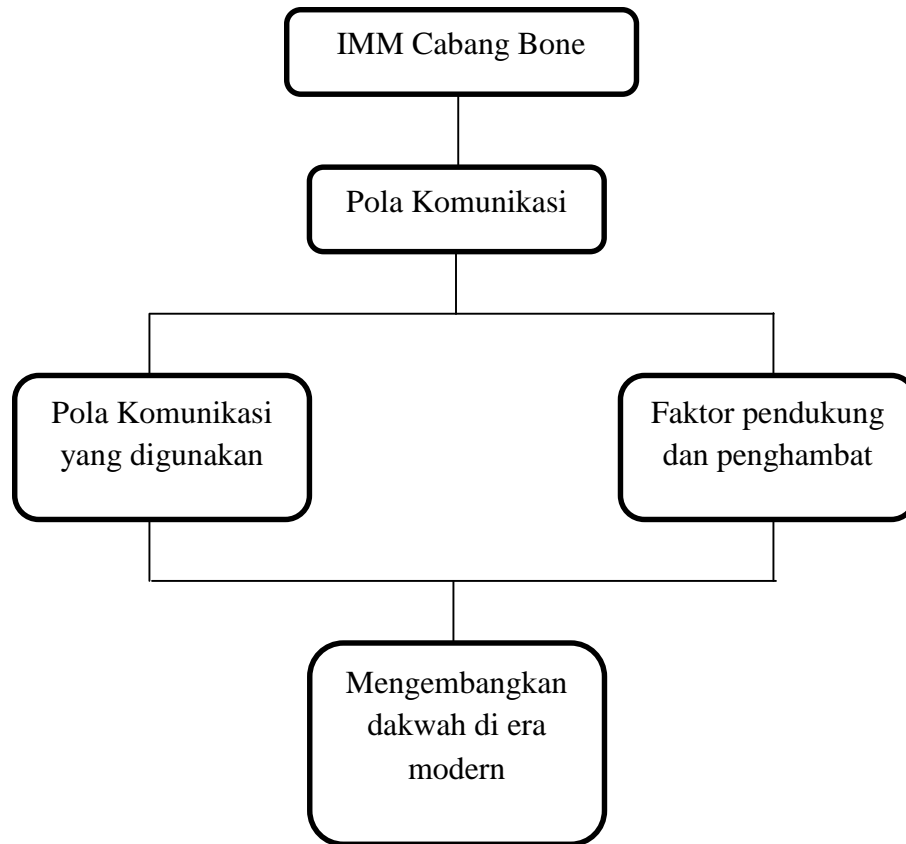 IMM Cabang Bone
Pola Komunikasi
Pola Komunikasi
yang digunakan
Faktor pendukung
dan penghambat
Mengembangkan
dakwah di era
modern